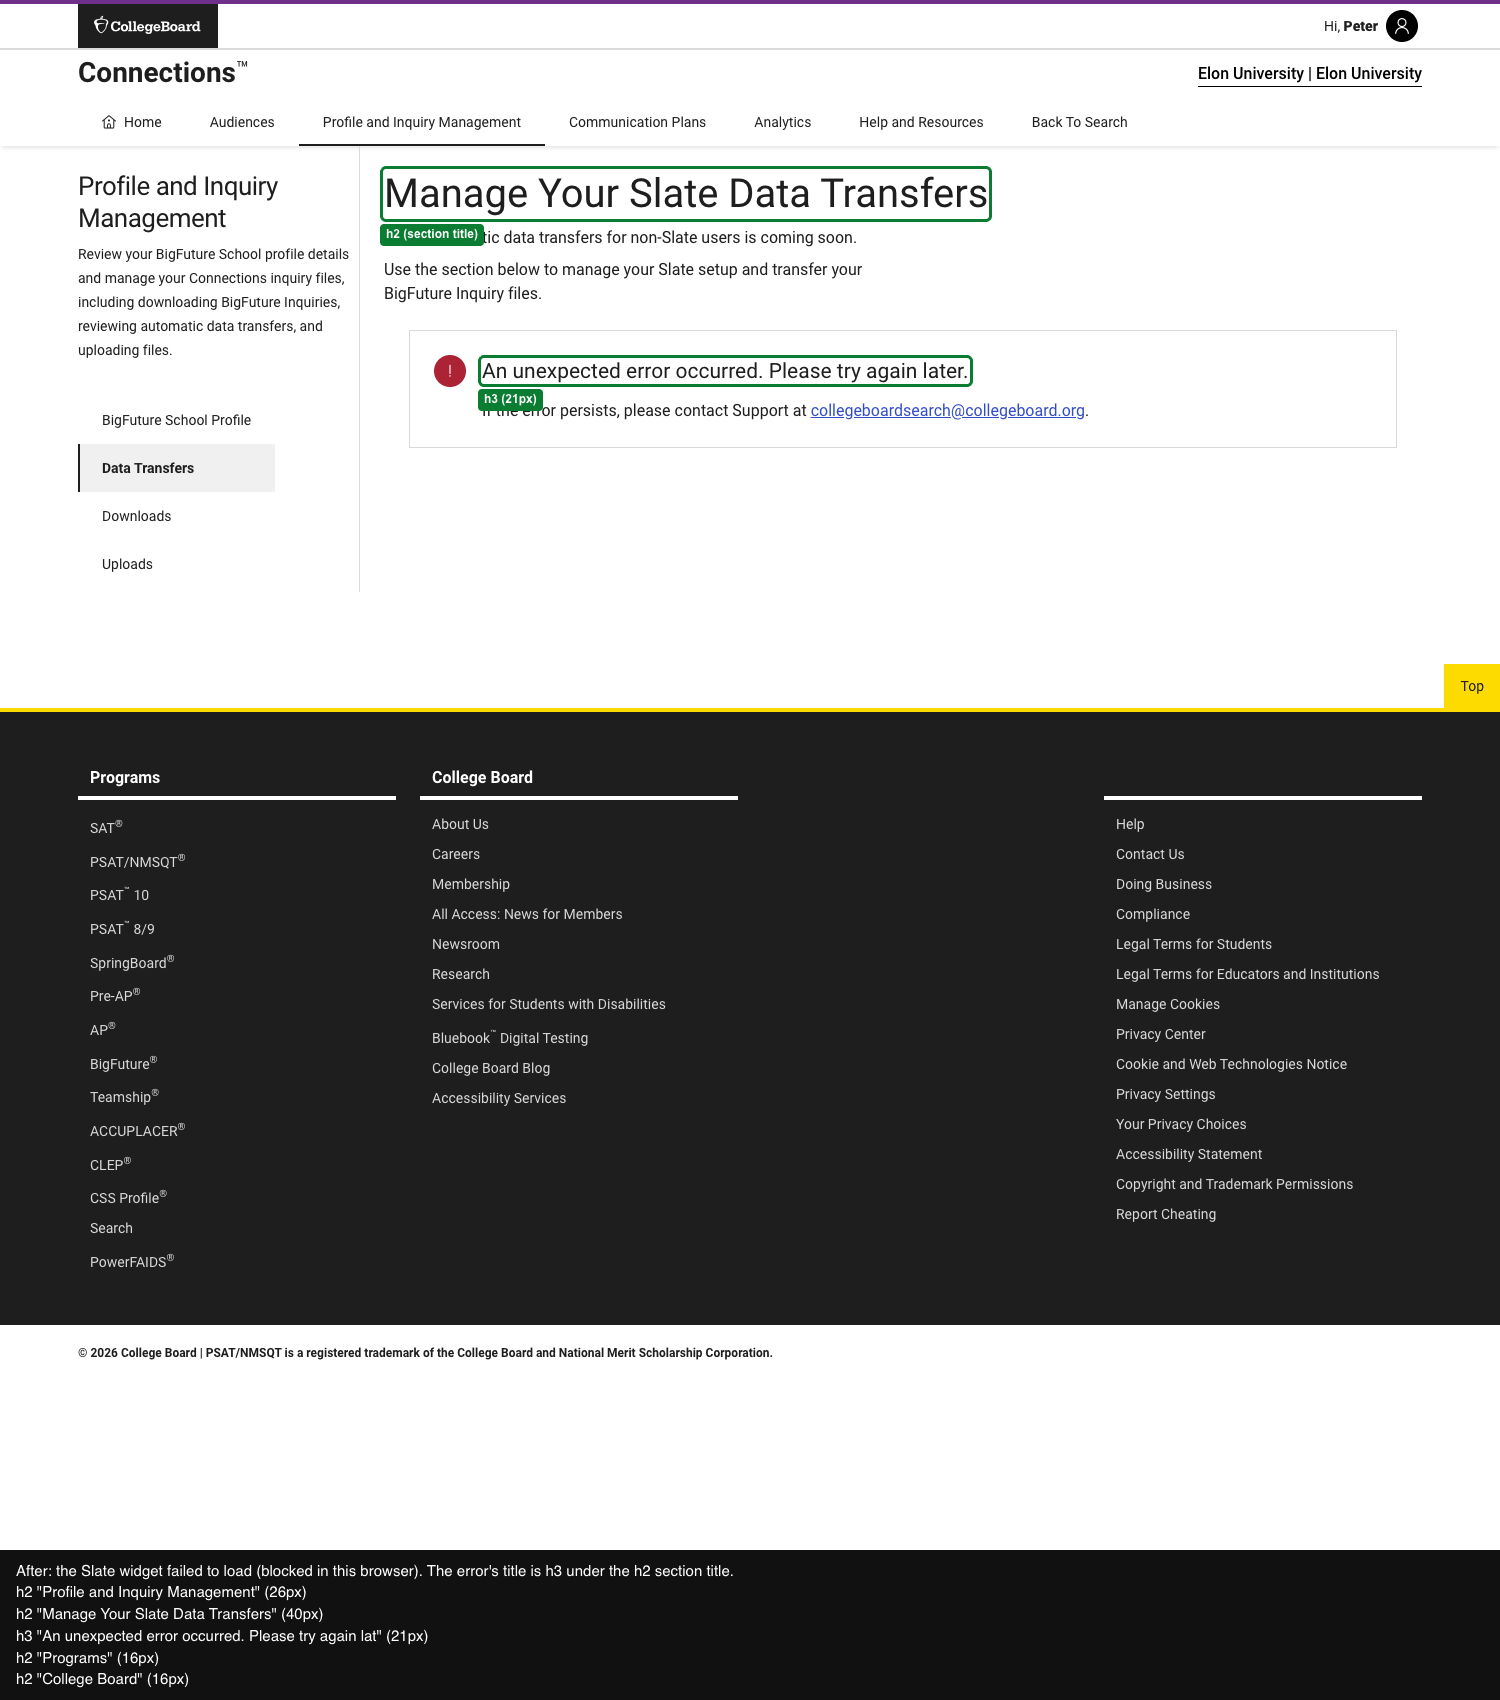 CollegeBoard
Hi, Peter
Connections™
Elon University | Elon University
Home
Audiences
Profile and Inquiry Management
Communication Plans
Analytics
Help and Resources
Back To Search
Profile and Inquiry
Management
Review your BigFuture School profile details
and manage your Connections inquiry files,
including downloading BigFuture Inquiries,
reviewing automatic data transfers, and
uploading files.
BigFuture School Profile
Data Transfers
Downloads
Uploads
Manage Your Slate Data Transfers
h2 (section title)
data transfers for non-Slate users is coming soon.
Use the section below to manage your Slate setup and transfer your
BigFuture Inquiry files.
!
An unexpected error occurred. Please try again later.
h3 (21px)
If the error persists, please contact Support at collegeboardsearch@collegeboard.org.
Top
Programs
SAT®
PSAT/NMSQT®
PSAT™ 10
PSAT™ 8/9
SpringBoard®
Pre-AP®
AP®
BigFuture®
Teamship®
ACCUPLACER®
CLEP®
CSS Profile®
Search
PowerFAIDS®
College Board
About Us
Careers
Membership
All Access: News for Members
Newsroom
Research
Services for Students with Disabilities
Bluebook™ Digital Testing
College Board Blog
Accessibility Services
Help
Contact Us
Doing Business
Compliance
Legal Terms for Students
Legal Terms for Educators and Institutions
Manage Cookies
Privacy Center
Cookie and Web Technologies Notice
Privacy Settings
Your Privacy Choices
Accessibility Statement
Copyright and Trademark Permissions
Report Cheating
© 2026 College Board | PSAT/NMSQT is a registered trademark of the College Board and National Merit Scholarship Corporation.
After: the Slate widget failed to load (blocked in this browser). The error's title is h3 under the h2 section title.
h2 "Profile and Inquiry Management" (26px)
h2 "Manage Your Slate Data Transfers" (40px)
h3 "An unexpected error occurred. Please try again lat" (21px)
h2 "Programs" (16px)
h2 "College Board" (16px)